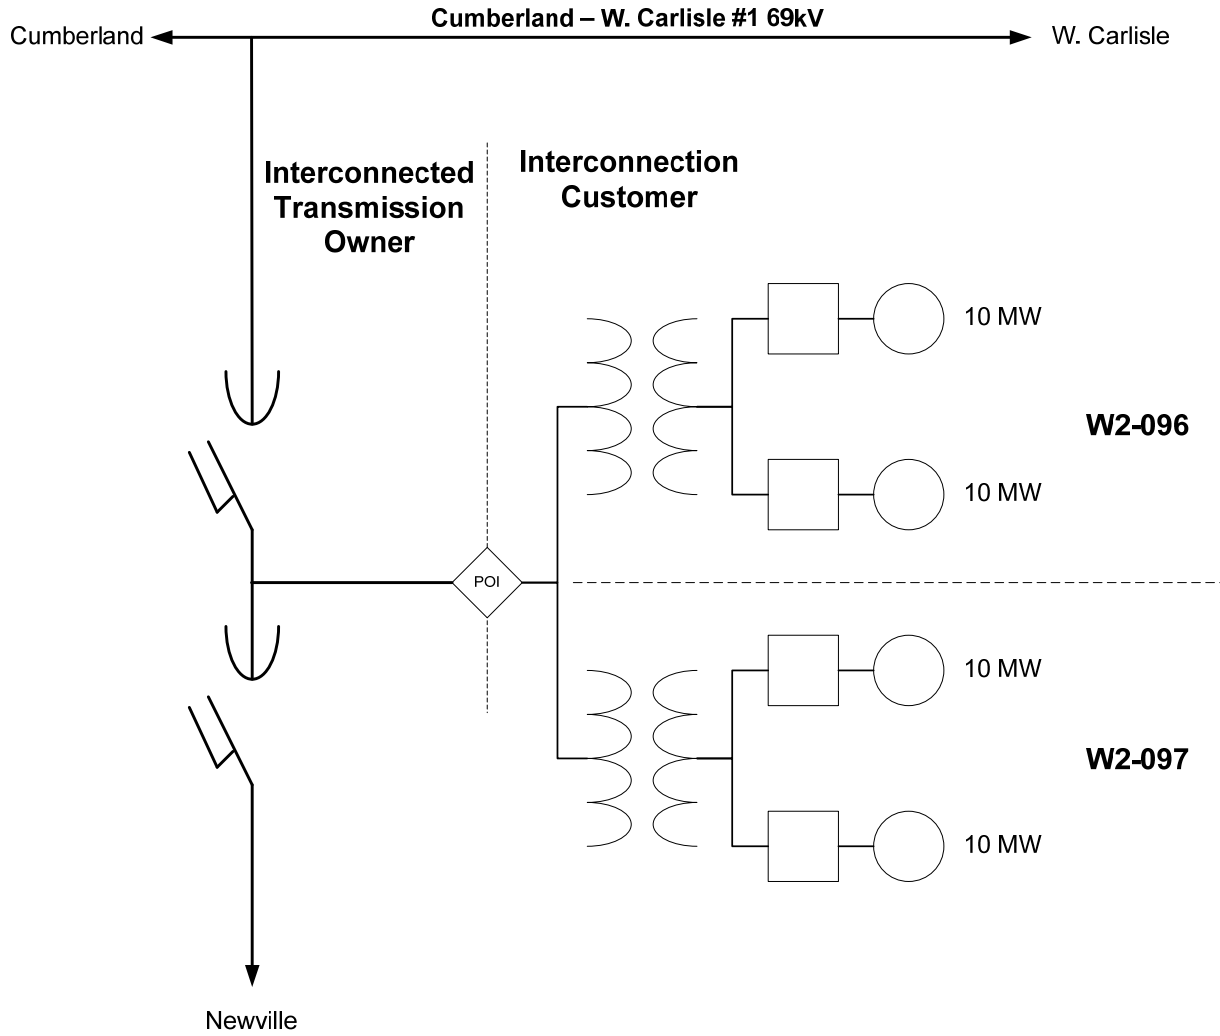 Cumberland – W. Carlisle #1 69kV
Cumberland
W. Carlisle
Interconnected
Transmission
Owner
Interconnection
Customer
10 MW
W2-096
10 MW
POI
10 MW
W2-097
10 MW
Newville